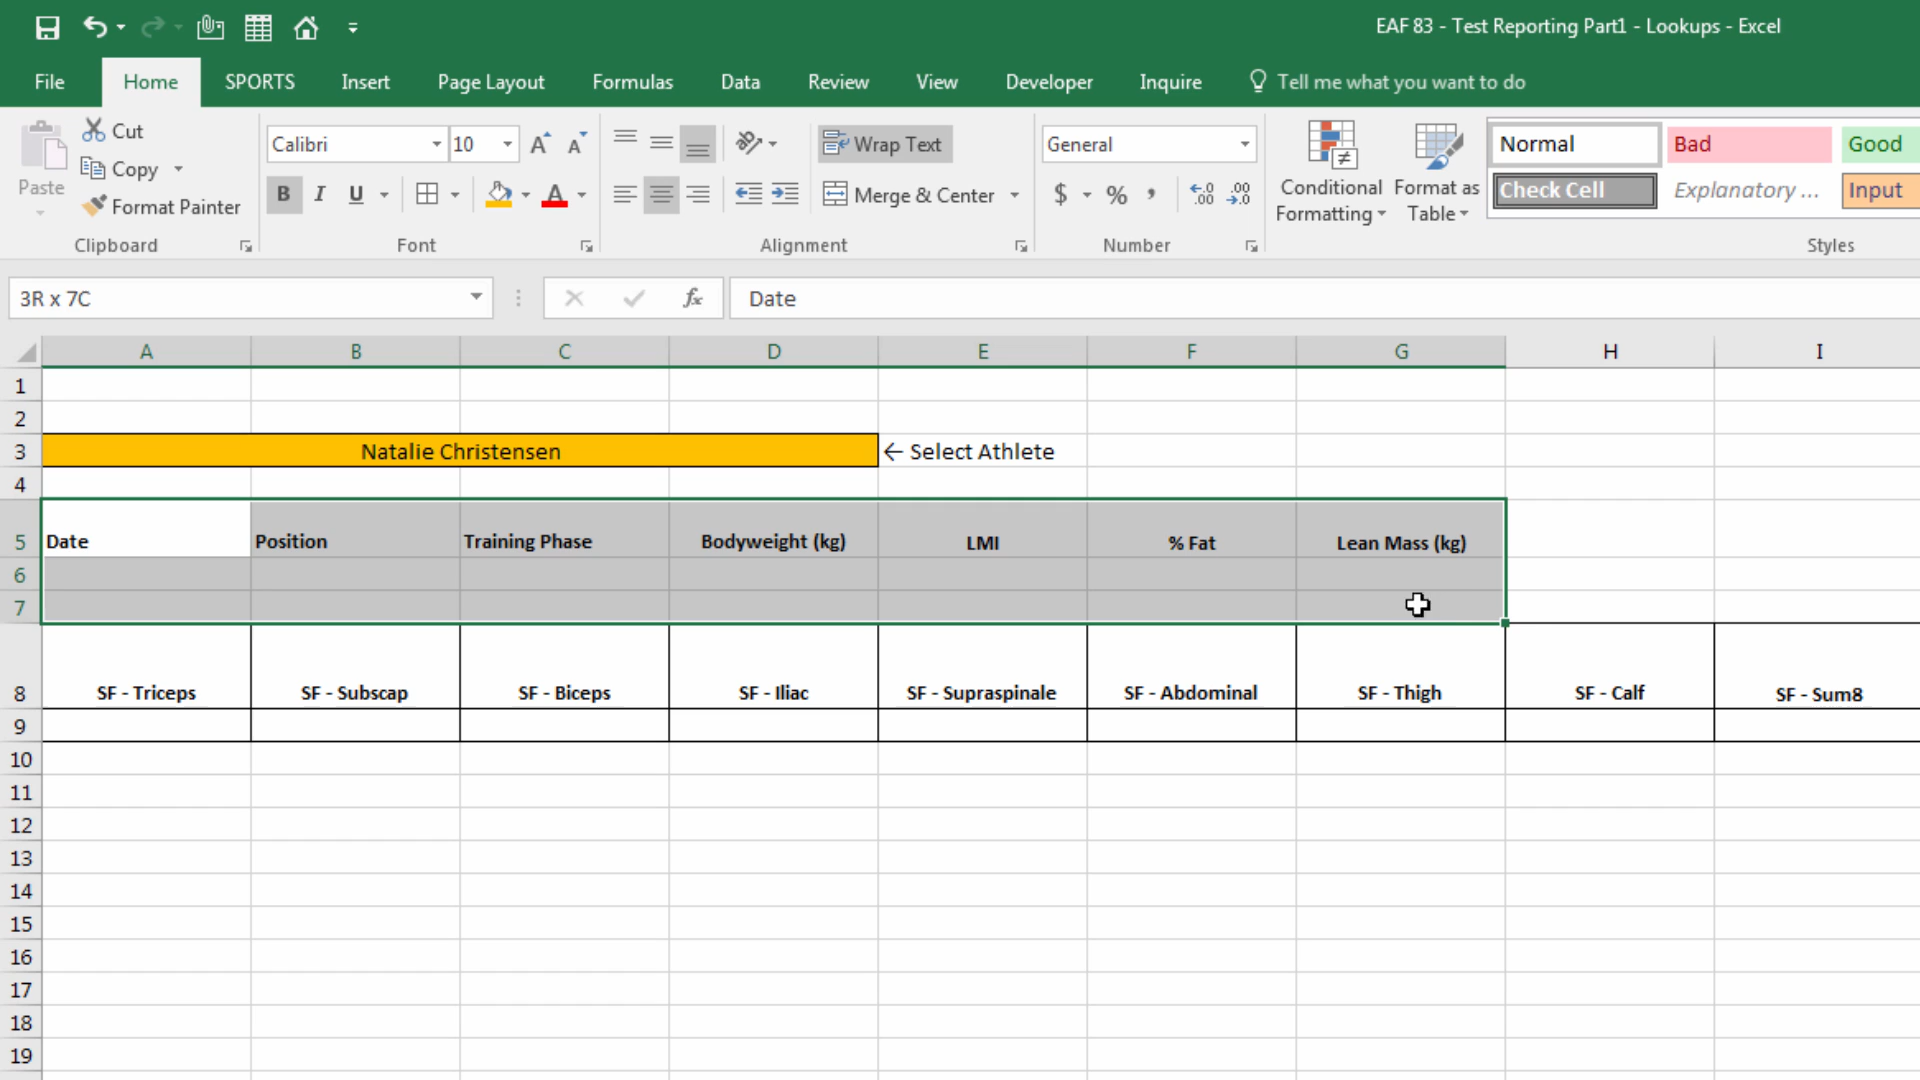 EAF 83 - Test Reporting Part1 - Lookups - Excel
File Home SPORTS Insert Page Layout Formulas Data Review View Developer Inquire Tell me what you want to do
Paste
Cut
Copy
Format Painter
Clipboard
Calibri 10
B I U
Font
Wrap Text
Merge & Center
Alignment
General
$ % ,
Number
Conditional Formatting
Format as Table
Normal Bad Good
Check Cell Explanatory ... Input
Styles
3R x 7C fx Date
A B C D E F G H I
1
2
3 Natalie Christensen ← Select Athlete
4
5 Date Position Training Phase Bodyweight (kg) LMI % Fat Lean Mass (kg)
6
7
8 SF - Triceps SF - Subscap SF - Biceps SF - Iliac SF - Supraspinale SF - Abdominal SF - Thigh SF - Calf SF - Sum8
9
10
11
12
13
14
15
16
17
18
19